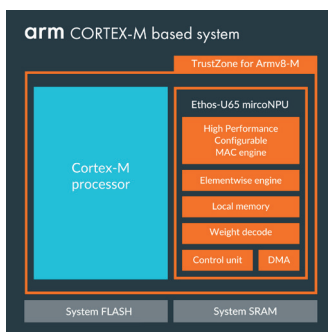 arm CORTEX-M based system
TrustZone for Armv8-M
Ethos-U65 mircoNPU
High Performance
Configurable
MAC engine
Cortex-M
processor
Elementwise engine
Local memory
Weight decode
Control unit
DMA
System FLASH
System SRAM